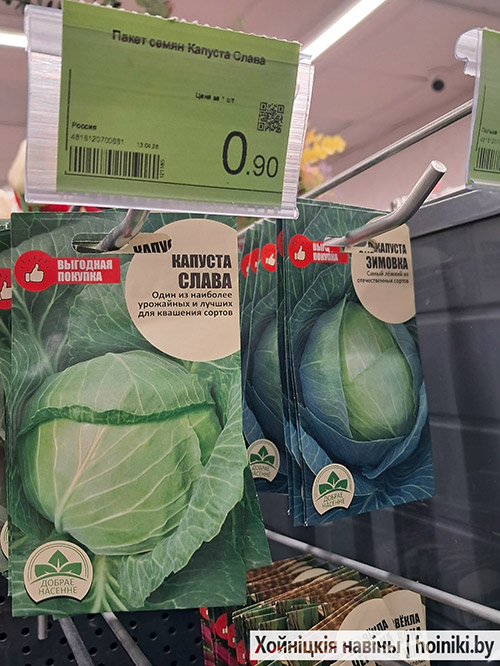 Пакет семян Капуста Слава
Цена за 1 шт.
Россия
13.04.26
0.90
ВЫГОДНАЯ
ПОКУПКА
КАПУСТА
СЛАВА
Один из наиболее
урожайных и лучших
для квашения сортов
ДОБРАЕ
НАСЕННЕ
ВЫГОДНАЯ
ПОКУПКА
КАПУСТА
ЗИМОВКА
Самый лёжкий из
отечественных сортов
ДОБРАЕ
НАСЕННЕ
Хойніцкія навіны | hoiniki.by